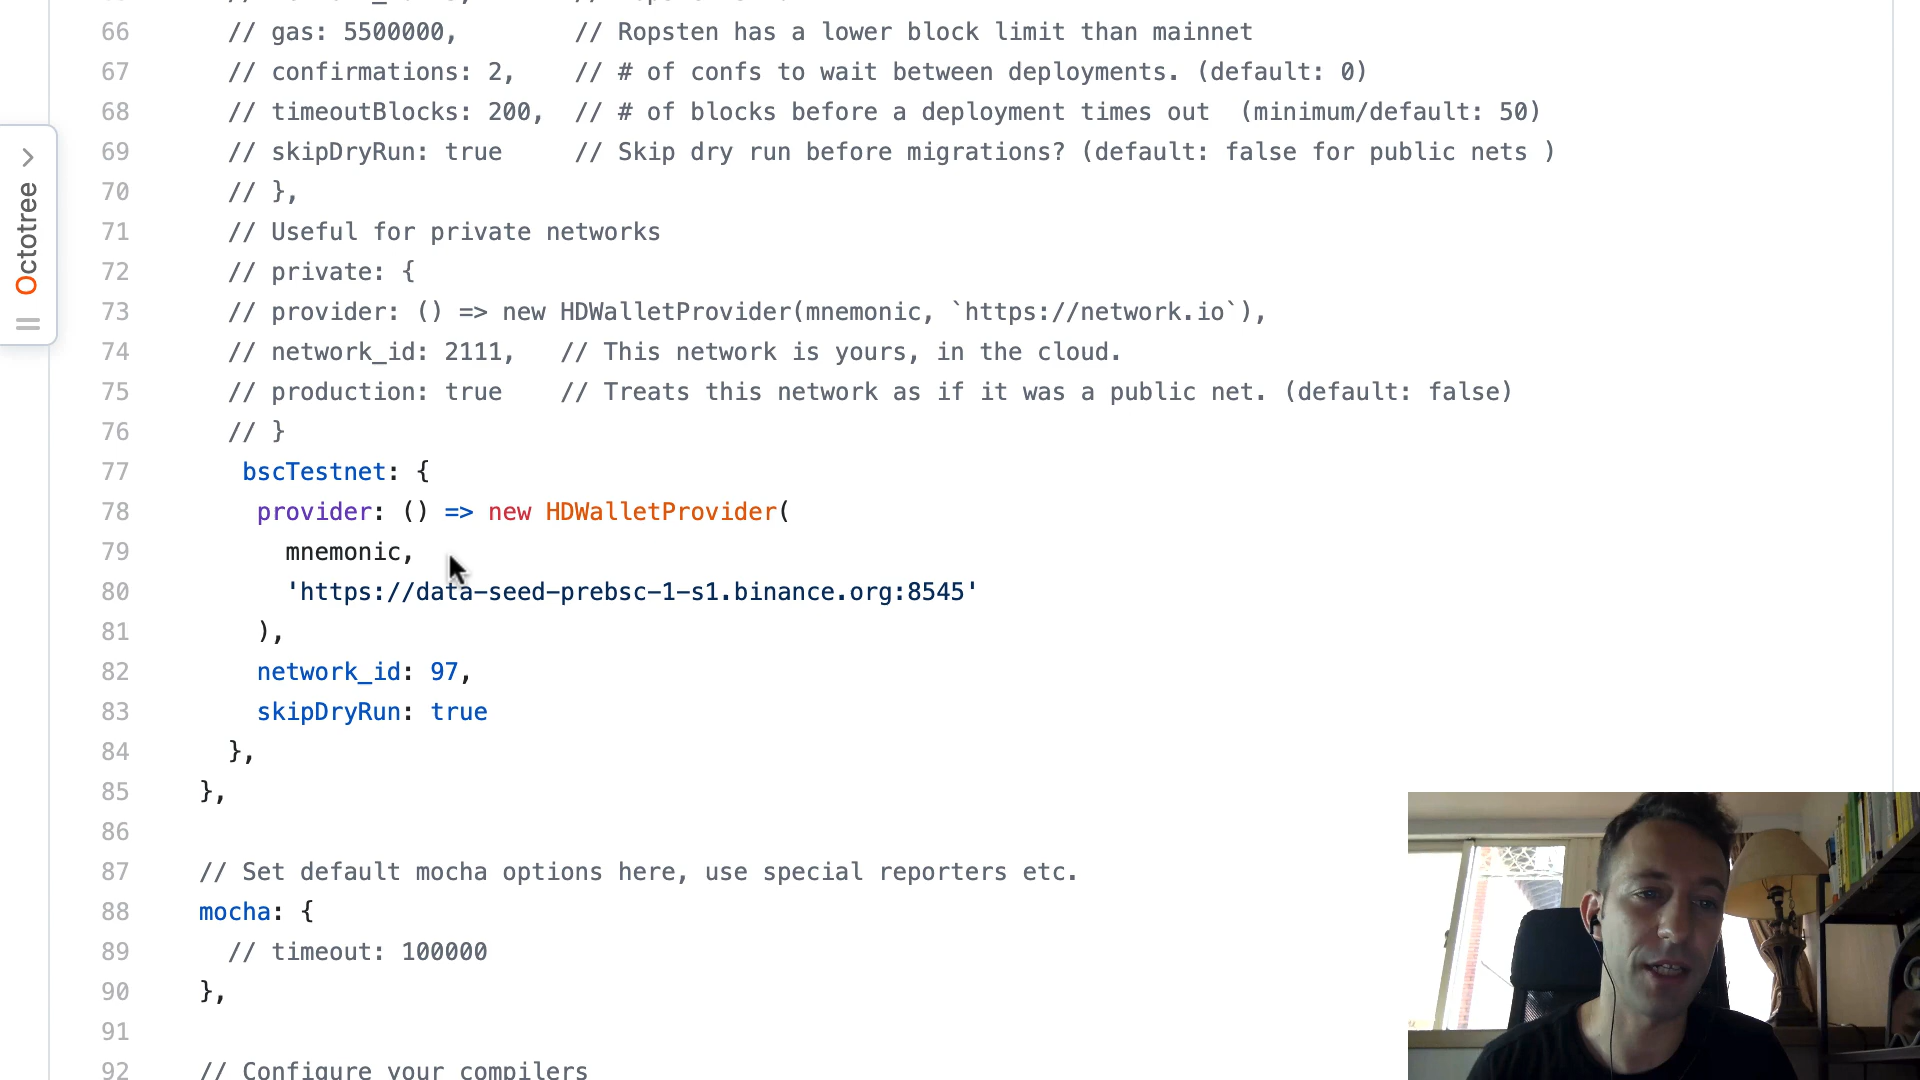 66 // gas: 5500000, // Ropsten has a lower block limit than mainnet
67 // confirmations: 2, // # of confs to wait between deployments. (default: 0)
68 // timeoutBlocks: 200, // # of blocks before a deployment times out (minimum/default: 50)
69 // skipDryRun: true // Skip dry run before migrations? (default: false for public nets )
70 // },
71 // Useful for private networks
72 // private: {
73 // provider: () => new HDWalletProvider(mnemonic, `https://network.io`),
74 // network_id: 2111, // This network is yours, in the cloud.
75 // production: true // Treats this network as if it was a public net. (default: false)
76 // }
77 bscTestnet: {
78 provider: () => new HDWalletProvider(
79 mnemonic,
80 'https://data-seed-prebsc-1-s1.binance.org:8545'
81 ),
82 network_id: 97,
83 skipDryRun: true
84 },
85 },
86
87 // Set default mocha options here, use special reporters etc.
88 mocha: {
89 // timeout: 100000
90 },
91
92 // Configure your compilers
Octotree